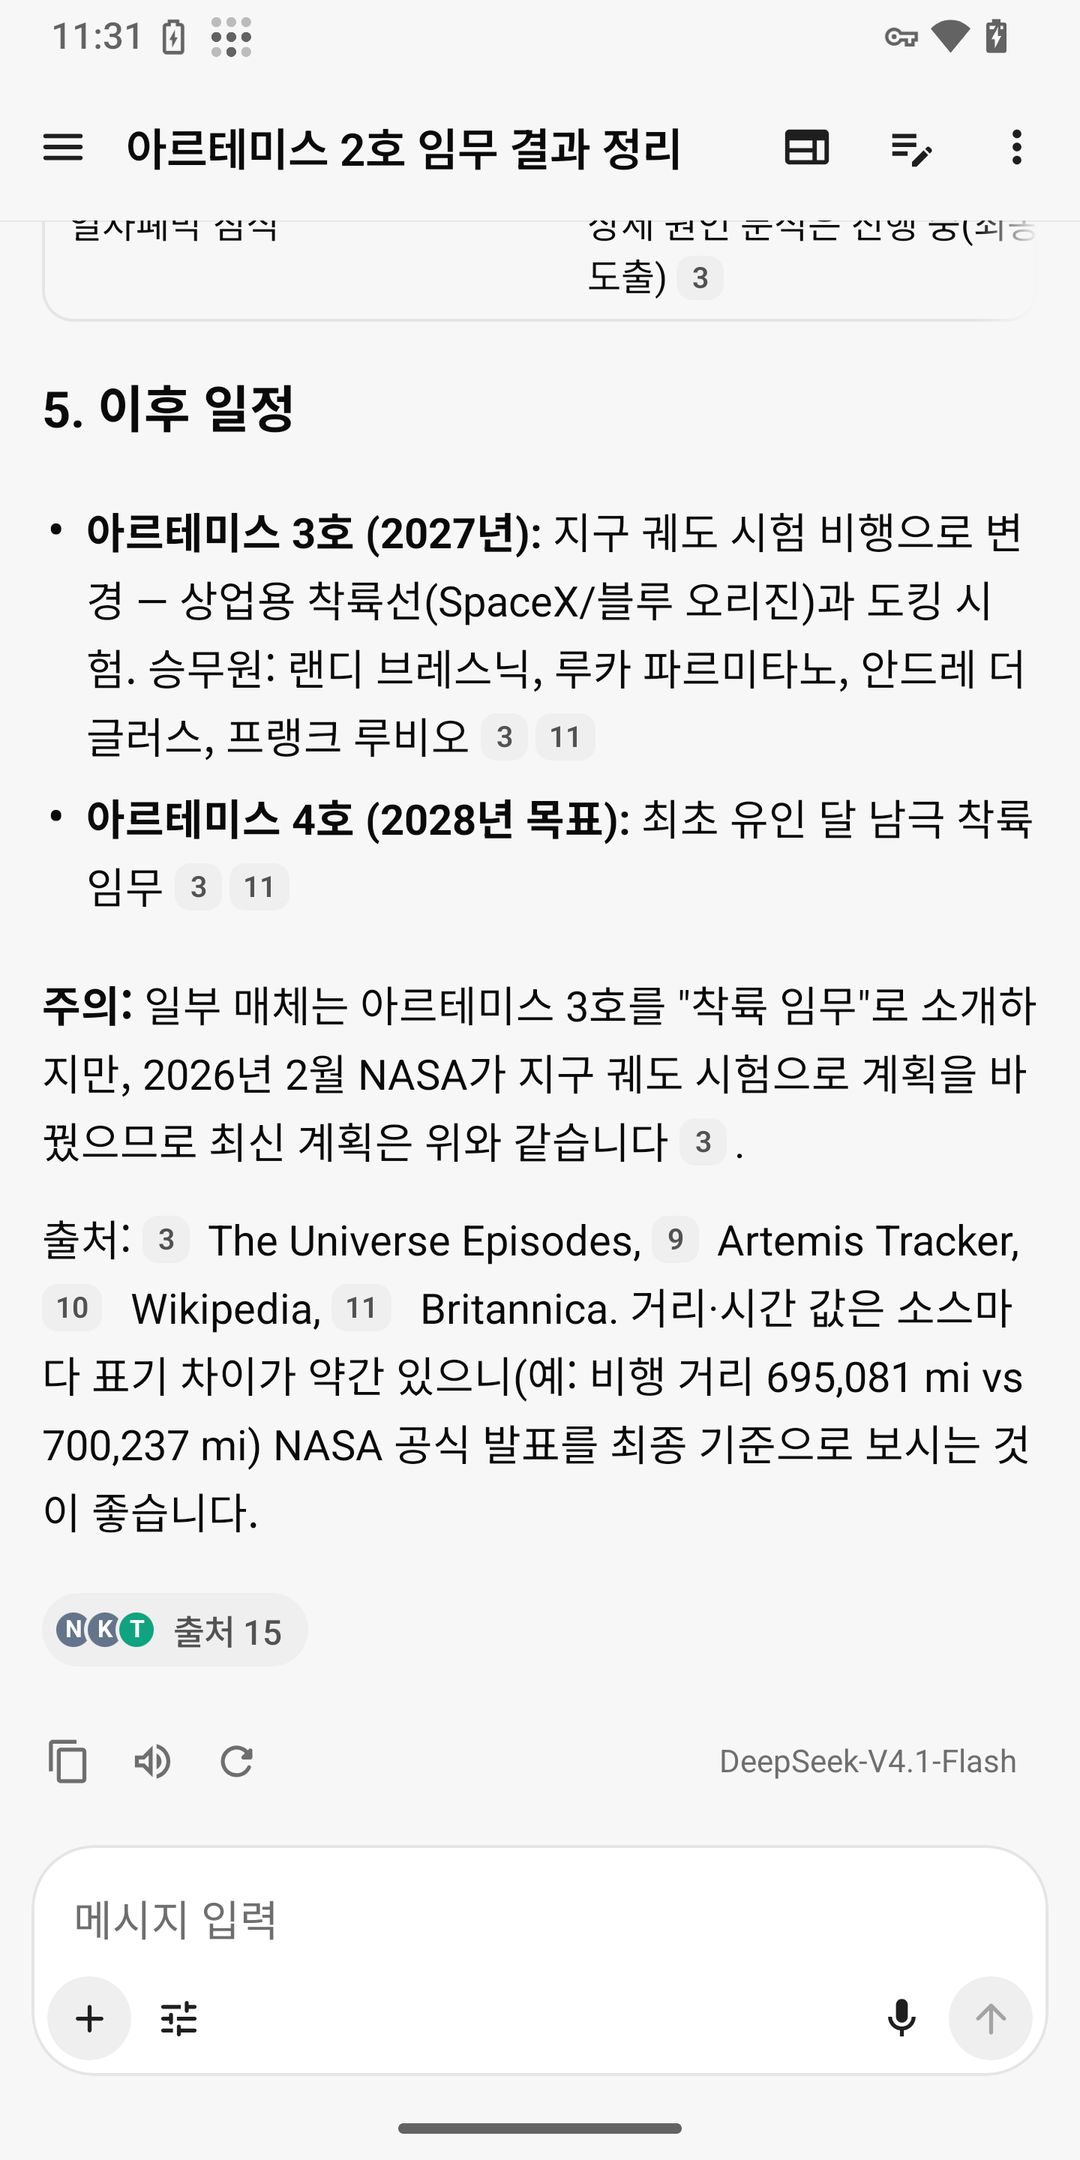 11:31
아르테미스 2호 임무 결과 정리
도출) 3
5. 이후 일정
• 아르테미스 3호 (2027년): 지구 궤도 시험 비행으로 변
경 — 상업용 착륙선(SpaceX/블루 오리진)과 도킹 시
험. 승무원: 랜디 브레스닉, 루카 파르미타노, 안드레 더
글러스, 프랭크 루비오 3 11
• 아르테미스 4호 (2028년 목표): 최초 유인 달 남극 착륙
임무 3 11
주의: 일부 매체는 아르테미스 3호를 "착륙 임무"로 소개하
지만, 2026년 2월 NASA가 지구 궤도 시험으로 계획을 바
꿨으므로 최신 계획은 위와 같습니다 3 .
출처: 3 The Universe Episodes, 9 Artemis Tracker,
10 Wikipedia, 11 Britannica. 거리·시간 값은 소스마
다 표기 차이가 약간 있으니(예: 비행 거리 695,081 mi vs
700,237 mi) NASA 공식 발표를 최종 기준으로 보시는 것
이 좋습니다.
N K T 출처 15
DeepSeek-V4.1-Flash
메시지 입력